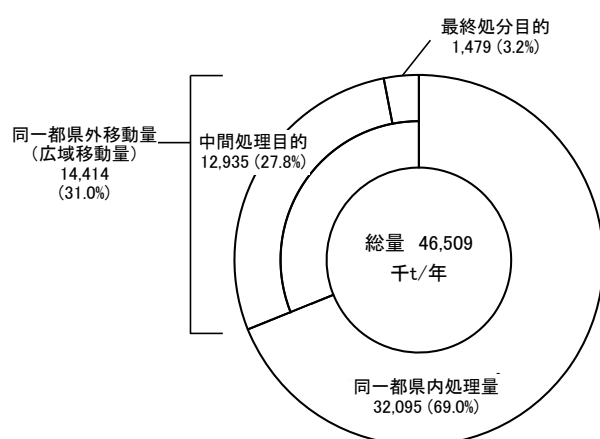 最終処分目的
1,479 (3.2%)
同一都県外移動量
（広域移動量）
14,414
(31.0%)
中間処理目的
12,935 (27.8%)
総量 46,509
千t/年
同一都県内処理量
32,095 (69.0%)